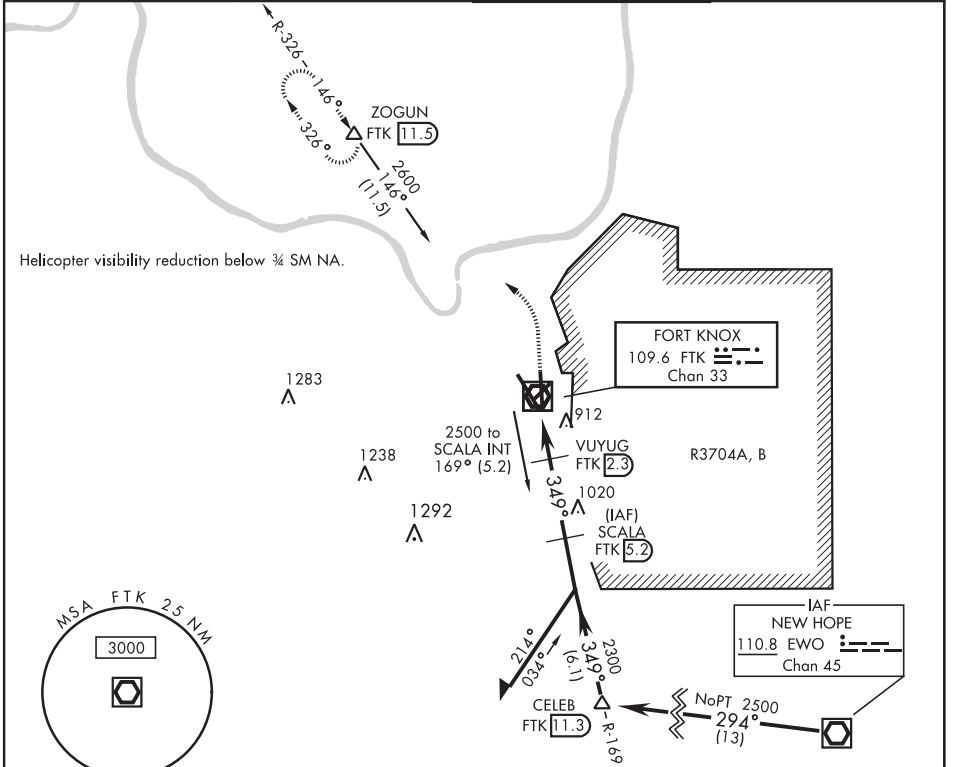 R-326
146°
326°
ZOGUN
FTK 11.5
2600
146°
(11.5)
Helicopter visibility reduction below ¾ SM NA.
FORT KNOX
109.6 FTK
Chan 33
1283
912
2500 to
SCALA INT
169° (5.2)
VUYUG
FTK 2.3
R3704A, B
1238
349°
1020
1292
(IAF)
SCALA
FTK 5.2
MSA FTK 25 NM
3000
IAF
NEW HOPE
110.8 EWO
Chan 45
214°
034°
2300
349°
(6.1)
CELEB
FTK 11.3
R-169
NoPT 2500
294°
(13)